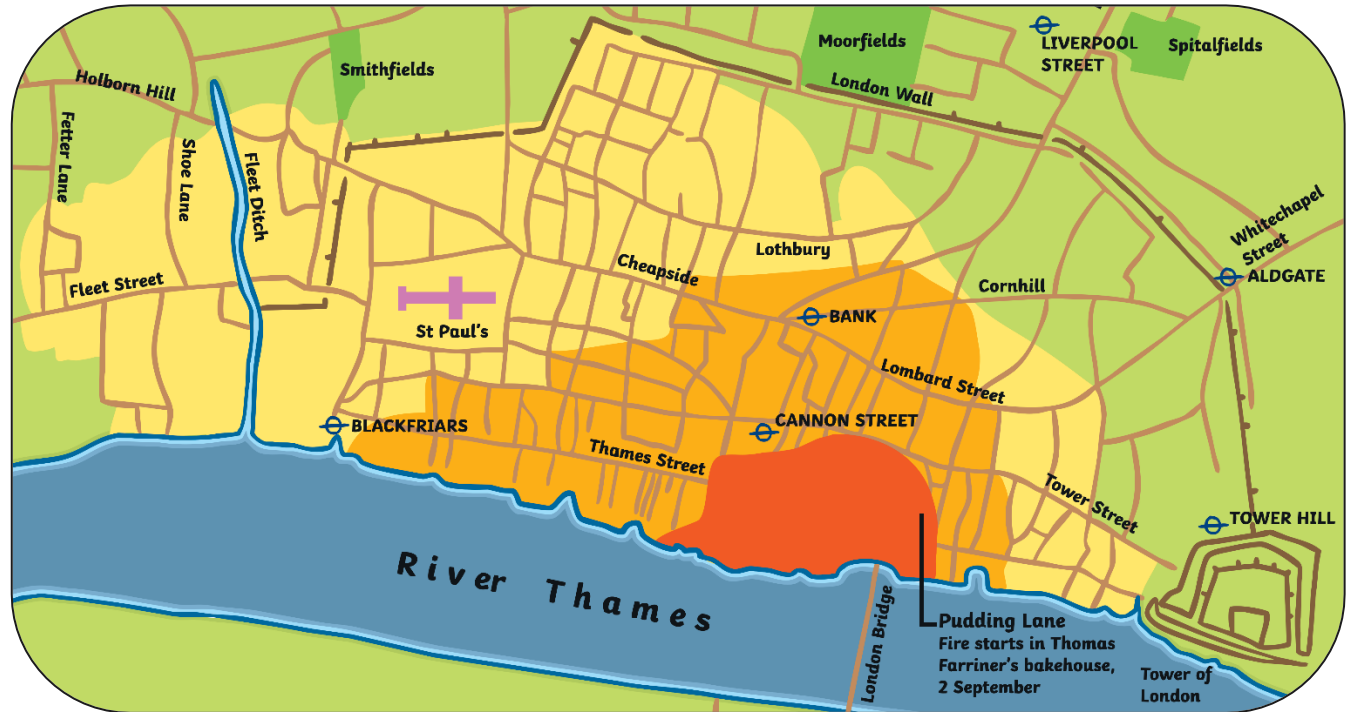 Moorfields
LIVERPOOL
STREET
Spitalfields
Smithfields
Holborn Hill
London Wall
Fetter Lane
Shoe Lane
Fleet Ditch
Whitechapel
Street
ALDGATE
Lothbury
Cheapside
Cornhill
Fleet Street
St Paul's
BANK
Lombard Street
BLACKFRIARS
CANNON STREET
Thames Street
Tower Street
TOWER HILL
River Thames
London Bridge
Pudding Lane
Fire starts in Thomas
Farriner's bakehouse,
2 September
Tower of
London